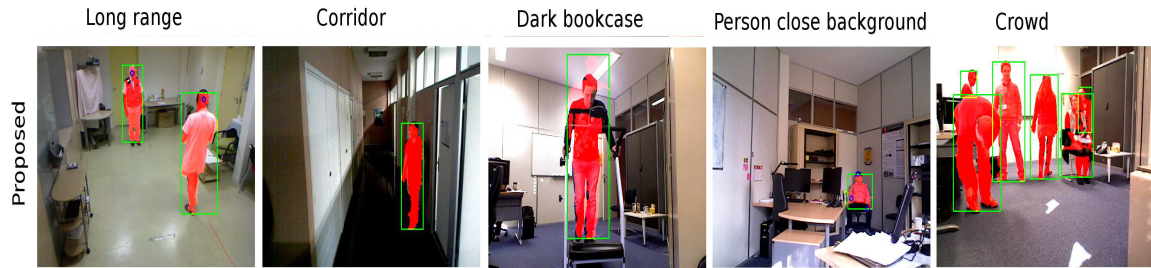 Long range
Corridor
Dark bookcase
Person close background
Crowd
Proposed